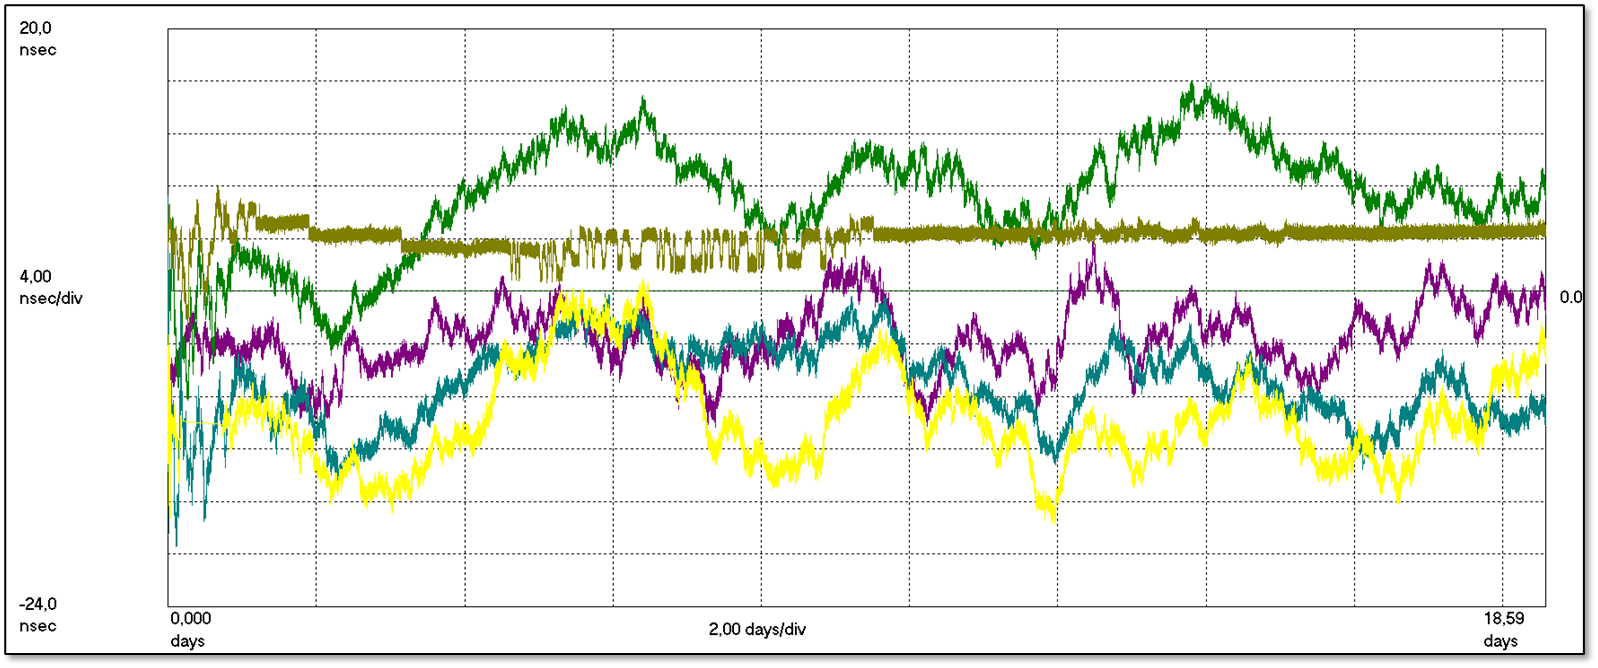 20,0
nsec
4,00
nsec/div
0.0
-24,0
nsec
0,000
days
2,00 days/div
18,59
days